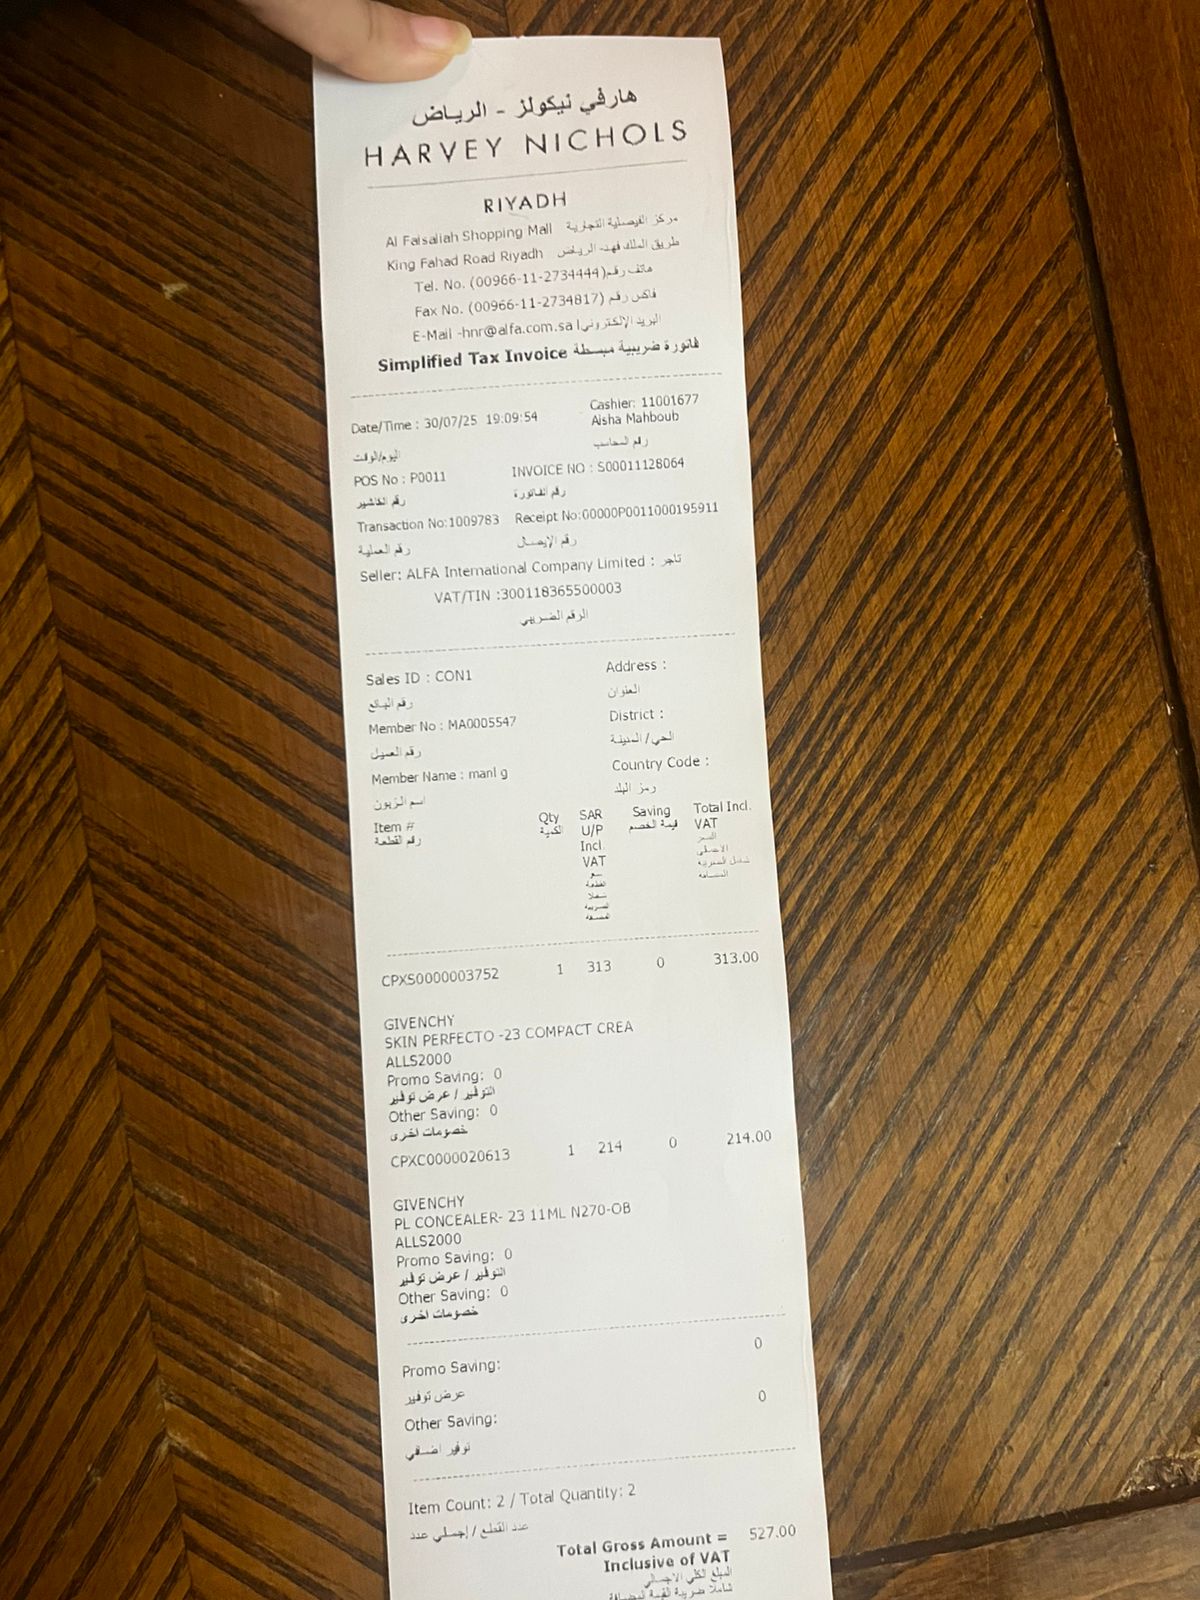 هارفي نيكولز - الرياض
HARVEY NICHOLS
RIYADH
Al Faisaliah Shopping Mall مركز الفيصلية التجارية
King Fahad Road Riyadh طريق الملك فهد- الرياض
Tel. No. (00966-11-2734444)هاتف رقم
Fax No. (00966-11-2734817) فاكس رقم
E-Mail -hnr@alfa.com.sa البريد الإلكتروني
Simplified Tax Invoice فاتورة ضريبية مبسطة
Date/Time : 30/07/25 19:09:54 Cashier: 11001677
Aisha Mahboub
اليوم/الوقت رقم المحاسب
POS No : P0011 INVOICE NO : S00011128064
رقم الكاشير رقم الفاتورة
Transaction No:1009783 Receipt No:00000P0011000195911
رقم العملية رقم الإيصال
Seller: ALFA International Company Limited : تاجر
VAT/TIN :300118365500003
الرقم الضريبي
Sales ID : CON1 Address :
رقم البائع العنوان
Member No : MA0005547 District :
رقم العميل الحي/ المدينة
Member Name : manl g Country Code :
اسم الزبون رمز البلد
Item # Qty SAR Saving Total Incl.
رقم القطعة الكمية U/P قيمة الخصم VAT
Incl. السعر
VAT الاجمالي
CPXS0000003752 1 313 0 313.00
GIVENCHY
SKIN PERFECTO -23 COMPACT CREA
ALLS2000
Promo Saving: 0
التوفير / عرض توفير
Other Saving: 0
خصومات اخرى
CPXC0000020613 1 214 0 214.00
GIVENCHY
PL CONCEALER- 23 11ML N270-OB
ALLS2000
Promo Saving: 0
التوفير / عرض توفير
Other Saving: 0
خصومات اخرى
Promo Saving: 0
عرض توفير
Other Saving: 0
توفير اضافي
Item Count: 2 / Total Quantity: 2
عدد القطع / إجملي عدد
Total Gross Amount = 527.00
Inclusive of VAT
المبلغ الكلي الاجمالي
شاملا ضريبة القيمة المضافة